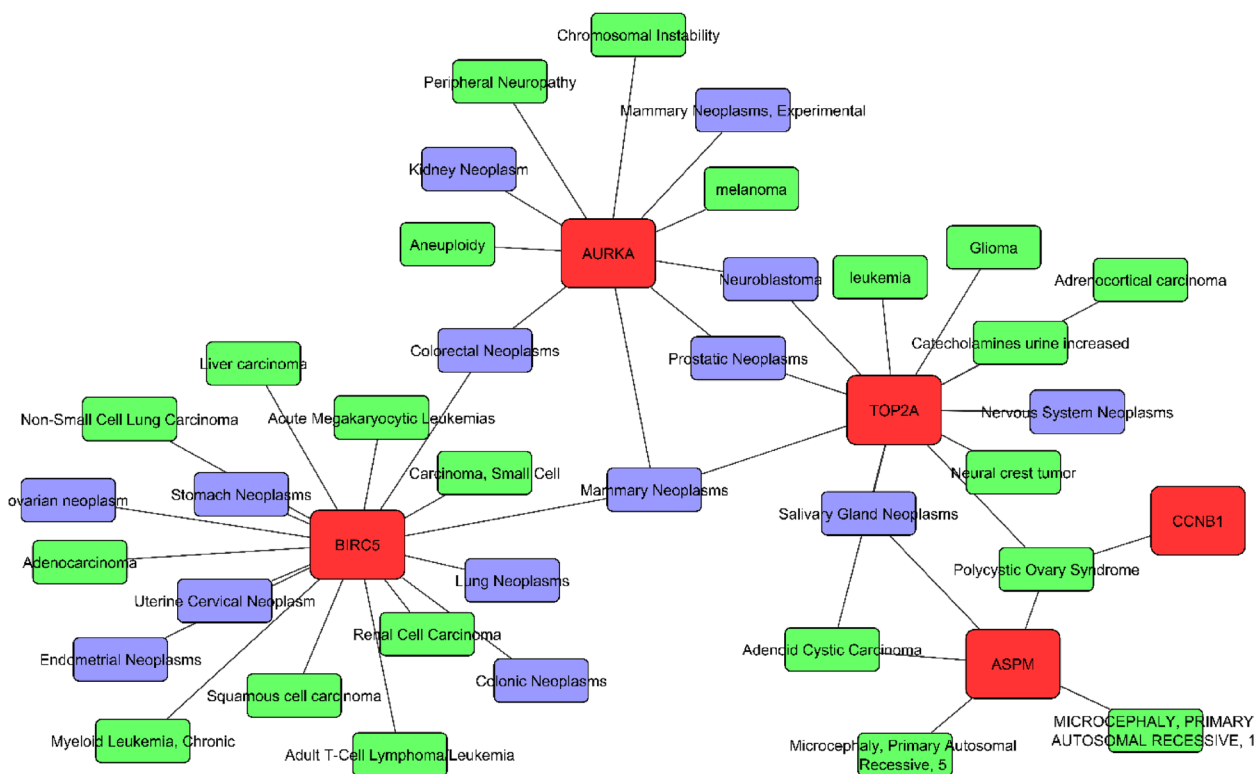 Chromosomal Instability
Peripheral Neuropathy
Mammary Neoplasms, Experimental
Kidney Neoplasm
melanoma
Aneuploidy
AURKA
Glioma
Neuroblastoma
leukemia
Adrenocortical carcinoma
Catecholamines urine increased
Colorectal Neoplasms
Prostatic Neoplasms
Liver carcinoma
TOP2A
Nervous System Neoplasms
Non-Small Cell Lung Carcinoma
Acute Megakaryocytic Leukemias
Carcinoma, Small Cell
Neural crest tumor
Mammary Neoplasms
ovarian neoplasm
Stomach Neoplasms
Salivary Gland Neoplasms
CCNB1
BIRC5
Adenocarcinoma
Lung Neoplasms
Polycystic Ovary Syndrome
Uterine Cervical Neoplasm
Renal Cell Carcinoma
Adenoid Cystic Carcinoma
ASPM
Endometrial Neoplasms
Colonic Neoplasms
Squamous cell carcinoma
Myeloid Leukemia, Chronic
Adult T-Cell Lymphoma/Leukemia
Microcephaly, Primary Autosomal
Recessive, 5
MICROCEPHALY, PRIMARY
AUTOSOMAL RECESSIVE, 1